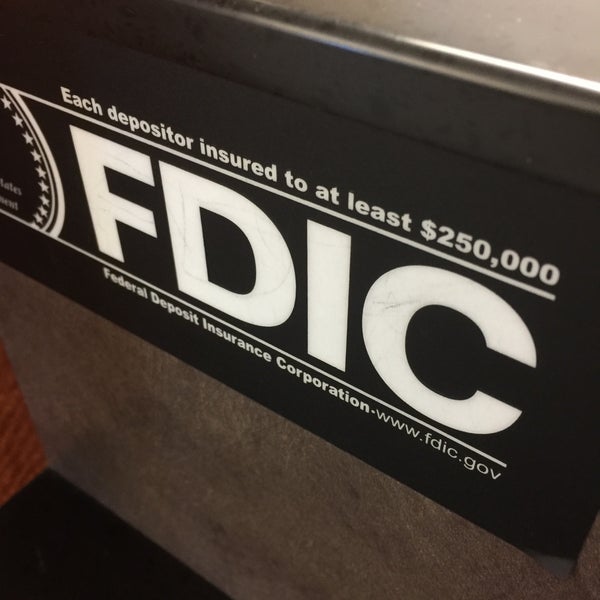 Each depositor insured to at least $250,000
FDIC
Federal Deposit Insurance Corporation-www.fdic.gov